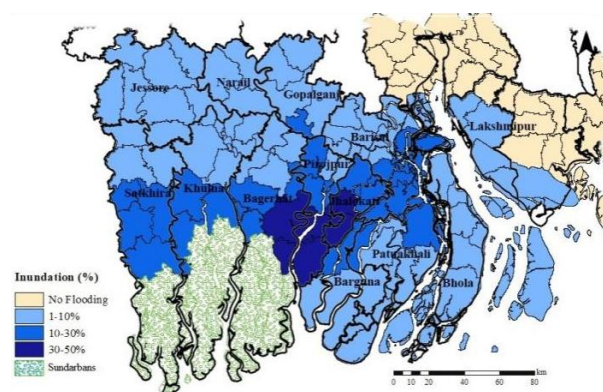 Jessore
Narail
Gopalganj
Barisal
Lakshmipur
Pirojpur
Satkhira
Khulna
Bagerhat
Jhalokati
Patuakhali
Barguna
Bhola
Inundation (%)
No Flooding
1-10%
10-30%
30-50%
Sundarbans
0 10 20 40 60 80
km